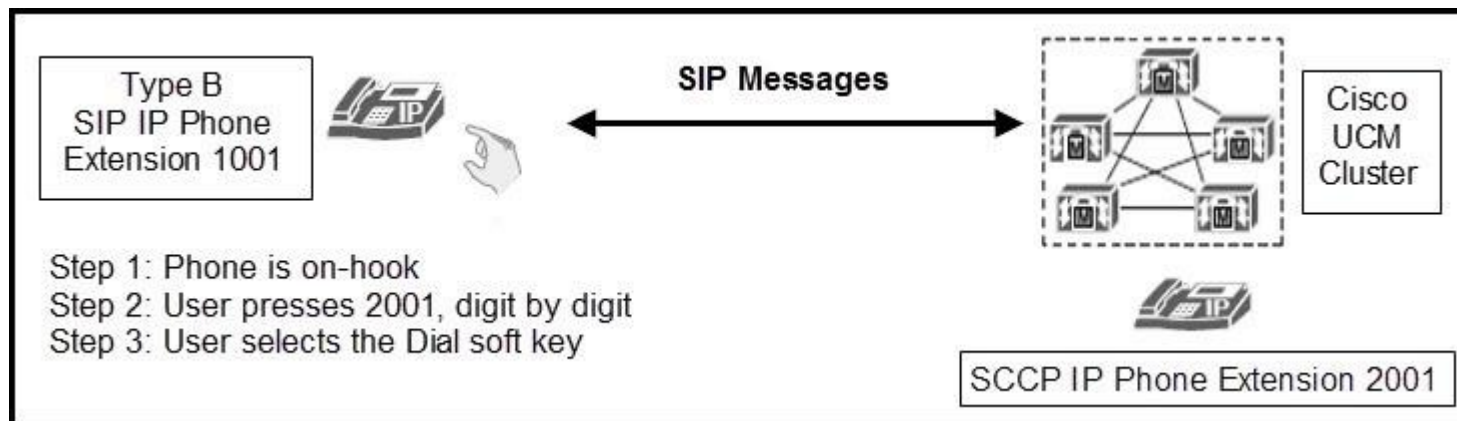 Type B
SIP IP Phone
Extension 1001
IP
SIP Messages
M
M
M
M
M
Cisco
UCM
Cluster
Step 1: Phone is on-hook
Step 2: User presses 2001, digit by digit
Step 3: User selects the Dial soft key
IP
SCCP IP Phone Extension 2001